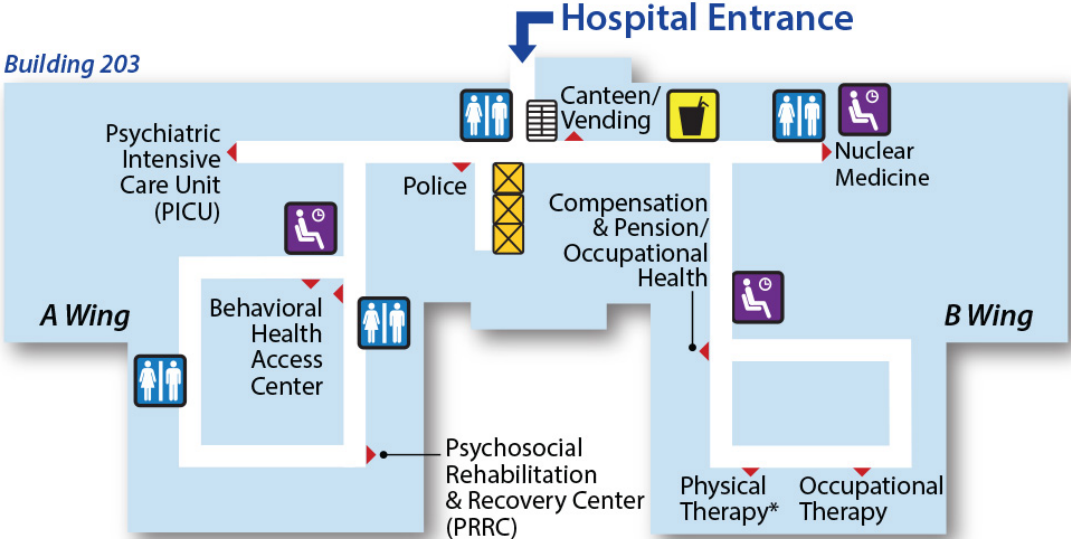 Hospital Entrance
Building 203
Canteen/
Vending
Psychiatric
Intensive
Care Unit
(PICU)
Police
Nuclear
Medicine
Compensation
& Pension/
Occupational
Health
A Wing
Behavioral
Health
Access
Center
B Wing
Psychosocial
Rehabilitation
& Recovery Center
(PRRC)
Physical
Therapy*
Occupational
Therapy